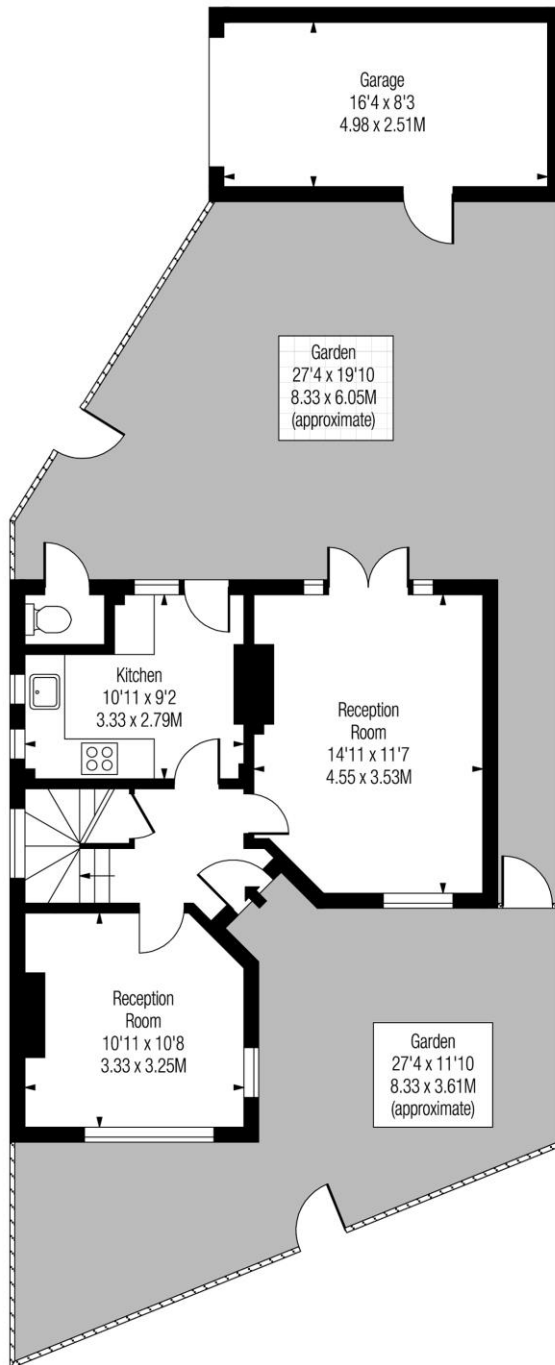 Garage
16'4 x 8'3
4.98 x 2.51M
Garden
27'4 x 19'10
8.33 x 6.05M
(approximate)
Kitchen
10'11 x 9'2
3.33 x 2.79M
Reception
Room
14'11 x 11'7
4.55 x 3.53M
Reception
Room
10'11 x 10'8
3.33 x 3.25M
Garden
27'4 x 11'10
8.33 x 3.61M
(approximate)